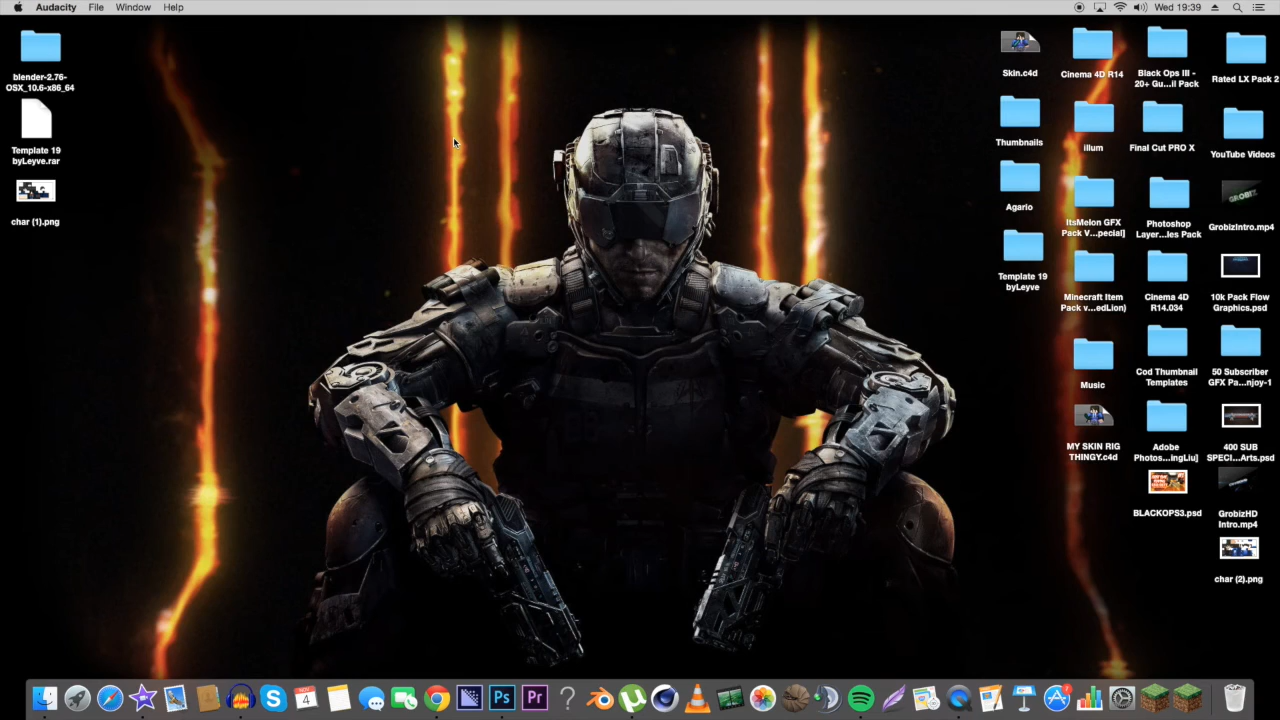 Audacity File Window Help
Wed 19:39
blender-2.76-
OSX_10.6-x86_64
Template 19
byLeyve.rar
char (1).png
Skin.c4d
Cinema 4D R14
Black Ops III -
20+ Gu...il Pack
Rated LX Pack 2
Thumbnails
illum
Final Cut PRO X
YouTube Videos
Agario
ItsMelon GFX
Pack V...pecial]
Photoshop
Layer...les Pack
GROBIZ
GrobizIntro.mp4
Template 19
byLeyve
Minecraft Item
Pack v...edLion)
Cinema 4D
R14.034
10k Pack Flow
Graphics.psd
Music
Cod Thumbnail
Templates
50 Subscriber
GFX Pa...njoy-1
MY SKIN RIG
THINGY.c4d
Adobe
Photos...ingLiu]
400 SUB
SPECI...Arts.psd
BLACKOPS3.psd
GrobizHD
Intro.mp4
char (2).png
NOV
4
Ps
Pr